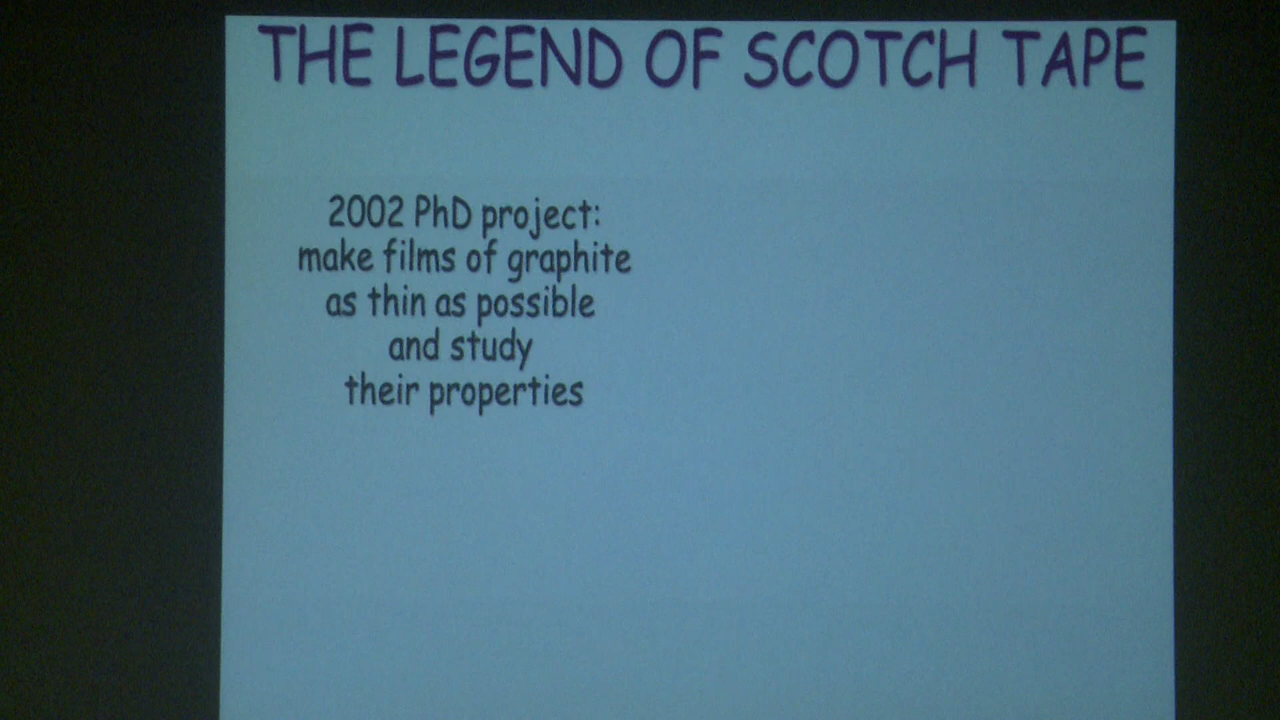 THE LEGEND OF SCOTCH TAPE
2002 PhD project:
make films of graphite
as thin as possible
and study
their properties